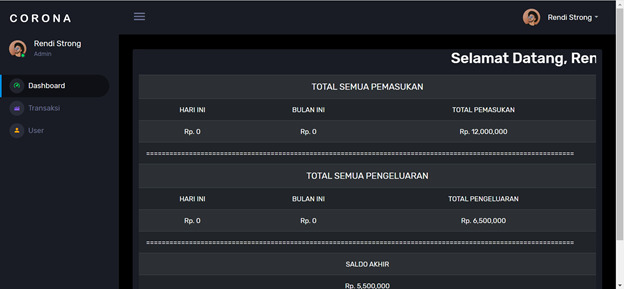 CORONA
Rendi Strong
Rendi Strong
Admin
Dashboard
Transaksi
User
Selamat Datang, Ren
TOTAL SEMUA PEMASUKAN
HARI INI BULAN INI TOTAL PEMASUKAN
Rp. 0 Rp. 0 Rp. 12,000,000
TOTAL SEMUA PENGELUARAN
HARI INI BULAN INI TOTAL PENGELUARAN
Rp. 0 Rp. 0 Rp. 6,500,000
SALDO AKHIR
Rp. 5,500,000